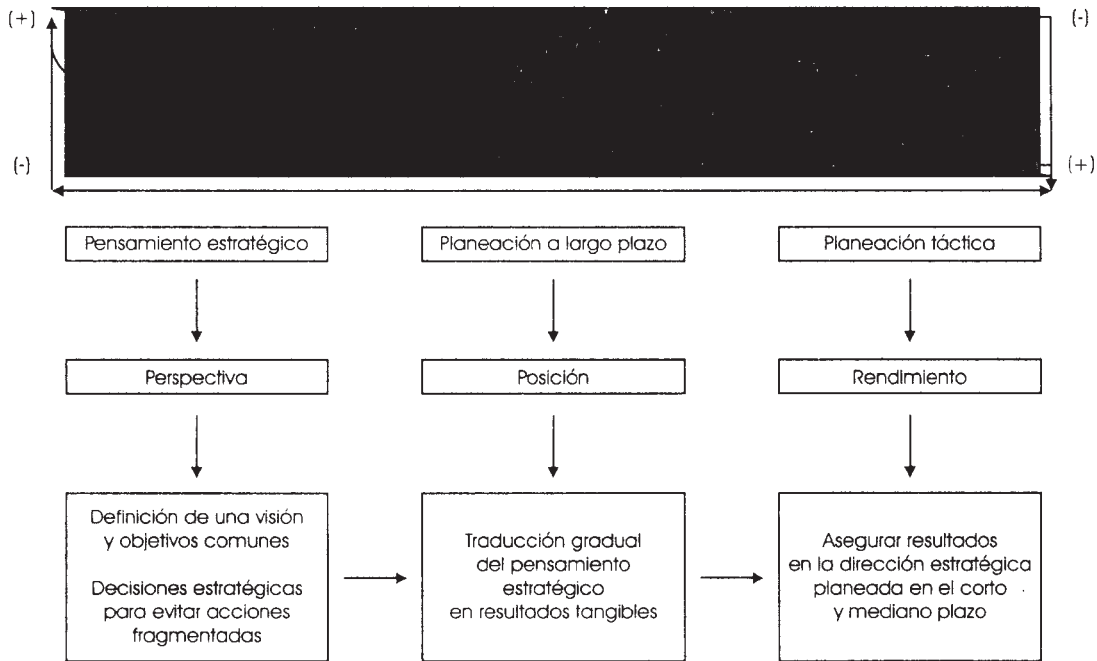 (+)
(-)
(-)
(+)
Pensamiento estratégico
Planeación a largo plazo
Planeación táctica
Perspectiva
Posición
Rendimiento
Definición de una visión
y objetivos comunes
Decisiones estratégicas
para evitar acciones
fragmentadas
Traducción gradual
del pensamiento
estratégico
en resultados tangibles
Asegurar resultados
en la dirección estratégica
planeada en el corto
y mediano plazo